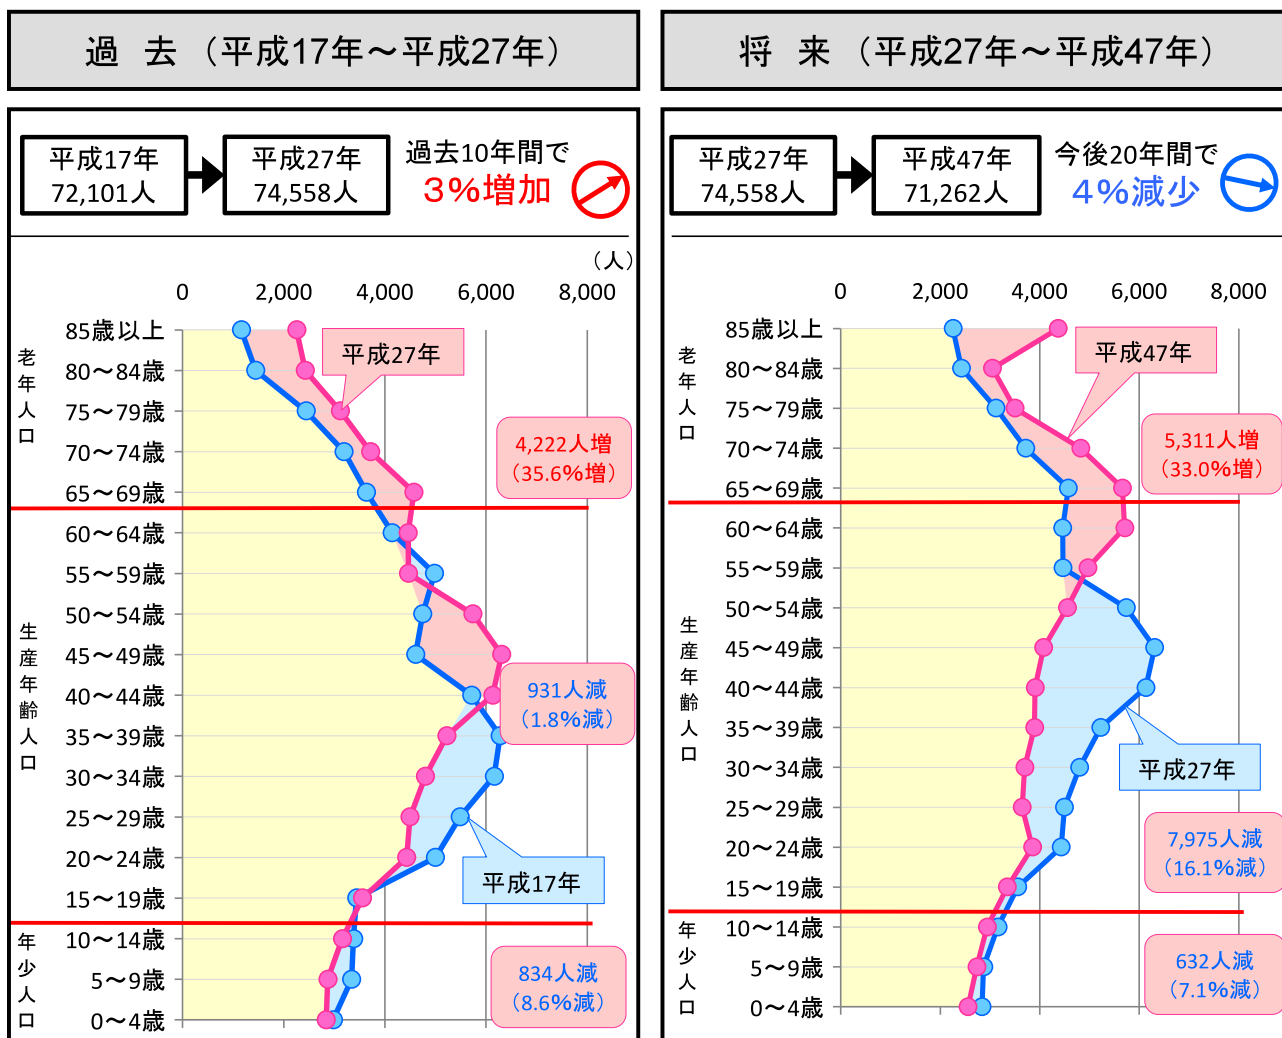 過 去 （平成17年～平成27年）
平成17年
72,101人
平成27年
74,558人
過去10年間で
3%増加
（人）
0 2,000 4,000 6,000 8,000
老年人口
85歳以上
80～84歳
75～79歳
70～74歳
65～69歳
生産年齢人口
60～64歳
55～59歳
50～54歳
45～49歳
40～44歳
35～39歳
30～34歳
25～29歳
20～24歳
15～19歳
年少人口
10～14歳
5～9歳
0～4歳
平成27年
4,222人増
（35.6%増）
931人減
（1.8%減）
平成17年
834人減
（8.6%減）
将 来 （平成27年～平成47年）
平成27年
74,558人
平成47年
71,262人
今後20年間で
4%減少
0 2,000 4,000 6,000 8,000
老年人口
85歳以上
80～84歳
75～79歳
70～74歳
65～69歳
生産年齢人口
60～64歳
55～59歳
50～54歳
45～49歳
40～44歳
35～39歳
30～34歳
25～29歳
20～24歳
15～19歳
年少人口
10～14歳
5～9歳
0～4歳
平成47年
5,311人増
（33.0%増）
平成27年
7,975人減
（16.1%減）
632人減
（7.1%減）